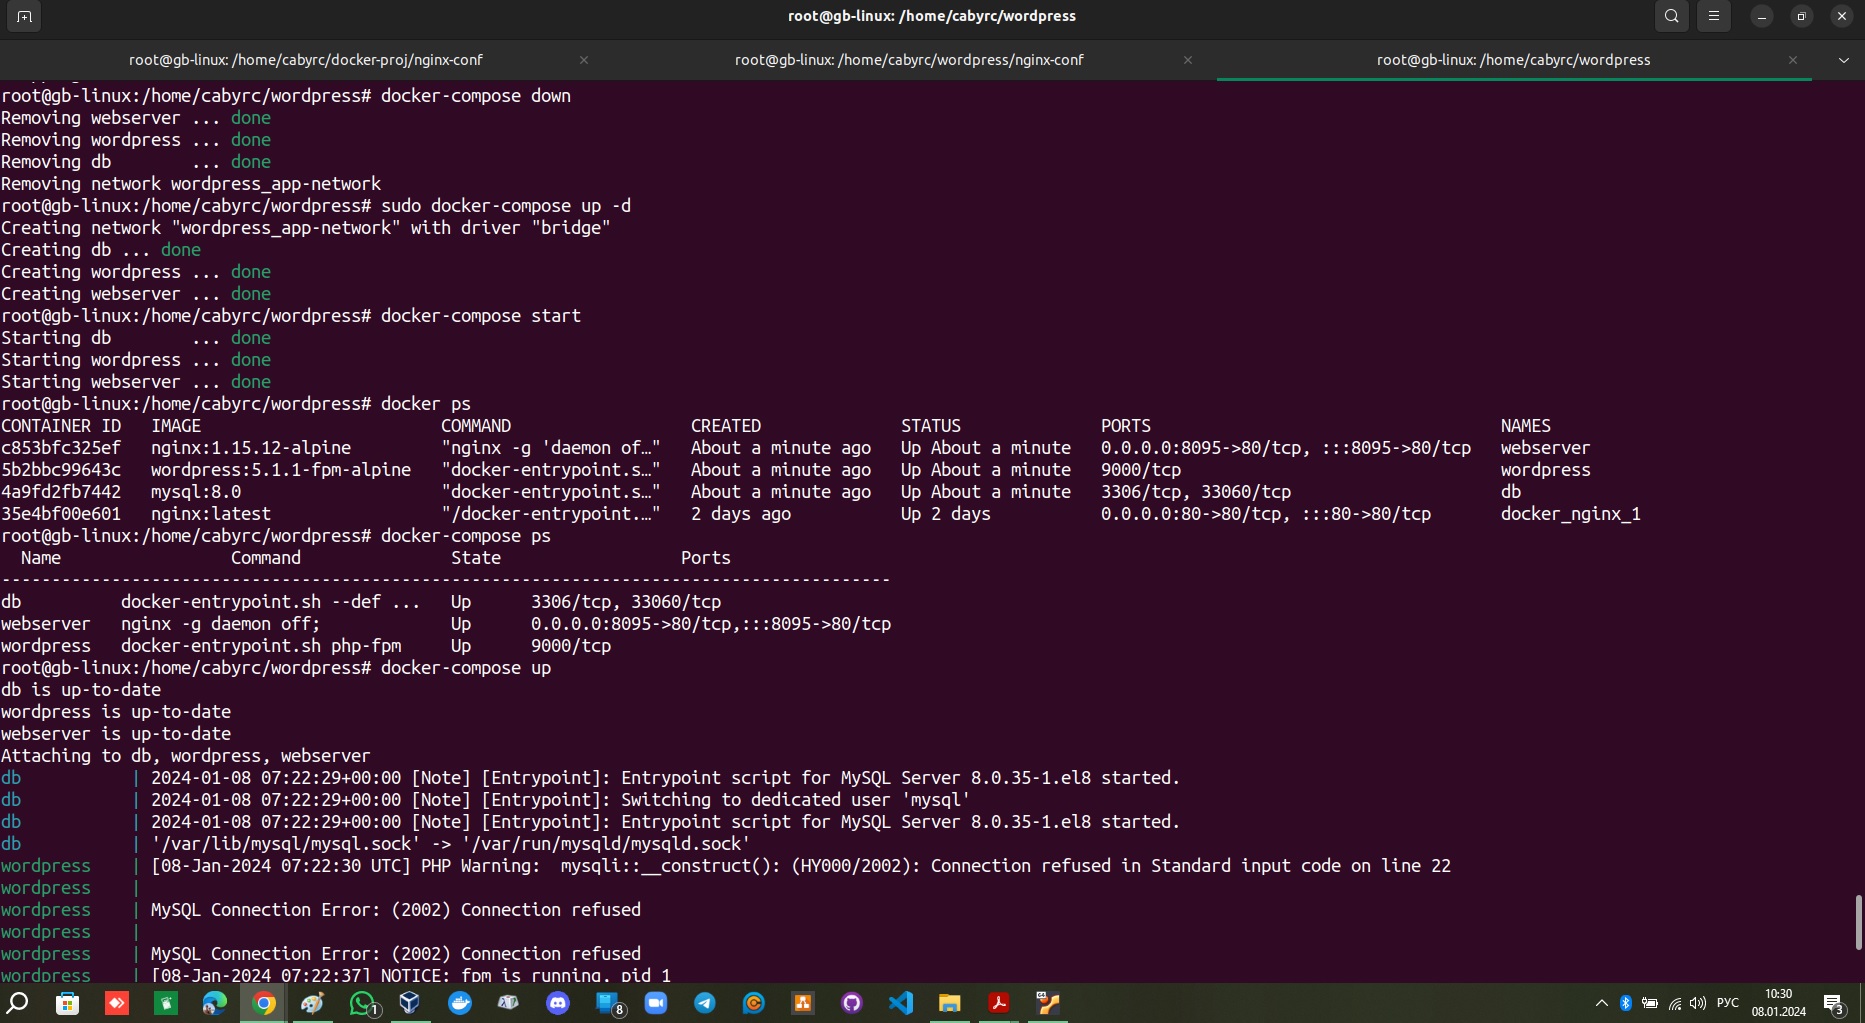 root@gb-linux: /home/cabyrc/wordpress
root@gb-linux: /home/cabyrc/docker-proj/nginx-conf
root@gb-linux: /home/cabyrc/wordpress/nginx-conf
root@gb-linux: /home/cabyrc/wordpress
root@gb-linux:/home/cabyrc/wordpress# docker-compose down
Removing webserver ... done
Removing wordpress ... done
Removing db        ... done
Removing network wordpress_app-network
root@gb-linux:/home/cabyrc/wordpress# sudo docker-compose up -d
Creating network "wordpress_app-network" with driver "bridge"
Creating db ... done
Creating wordpress ... done
Creating webserver ... done
root@gb-linux:/home/cabyrc/wordpress# docker-compose start
Starting db        ... done
Starting wordpress ... done
Starting webserver ... done
root@gb-linux:/home/cabyrc/wordpress# docker ps
CONTAINER ID   IMAGE                        COMMAND                  CREATED              STATUS              PORTS                                   NAMES
c853bfc325ef   nginx:1.15.12-alpine         "nginx -g 'daemon of…"   About a minute ago   Up About a minute   0.0.0.0:8095->80/tcp, :::8095->80/tcp   webserver
5b2bbc99643c   wordpress:5.1.1-fpm-alpine   "docker-entrypoint.s…"   About a minute ago   Up About a minute   9000/tcp                                wordpress
4a9fd2fb7442   mysql:8.0                    "docker-entrypoint.s…"   About a minute ago   Up About a minute   3306/tcp, 33060/tcp                     db
35e4bf00e601   nginx:latest                 "/docker-entrypoint.…"   2 days ago           Up 2 days           0.0.0.0:80->80/tcp, :::80->80/tcp       docker_nginx_1
root@gb-linux:/home/cabyrc/wordpress# docker-compose ps
  Name                 Command               State                  Ports
-----------------------------------------------------------------------------------------
db          docker-entrypoint.sh --def ...   Up      3306/tcp, 33060/tcp
webserver   nginx -g daemon off;             Up      0.0.0.0:8095->80/tcp,:::8095->80/tcp
wordpress   docker-entrypoint.sh php-fpm     Up      9000/tcp
root@gb-linux:/home/cabyrc/wordpress# docker-compose up
db is up-to-date
wordpress is up-to-date
webserver is up-to-date
Attaching to db, wordpress, webserver
db           | 2024-01-08 07:22:29+00:00 [Note] [Entrypoint]: Entrypoint script for MySQL Server 8.0.35-1.el8 started.
db           | 2024-01-08 07:22:29+00:00 [Note] [Entrypoint]: Switching to dedicated user 'mysql'
db           | 2024-01-08 07:22:29+00:00 [Note] [Entrypoint]: Entrypoint script for MySQL Server 8.0.35-1.el8 started.
db           | '/var/lib/mysql/mysql.sock' -> '/var/run/mysqld/mysqld.sock'
wordpress    | [08-Jan-2024 07:22:30 UTC] PHP Warning:  mysqli::__construct(): (HY000/2002): Connection refused in Standard input code on line 22
wordpress    |
wordpress    | MySQL Connection Error: (2002) Connection refused
wordpress    |
wordpress    | MySQL Connection Error: (2002) Connection refused
wordpress    | [08-Jan-2024 07:22:37] NOTICE: fpm is running, pid 1
1
8
РУС
10:30
08.01.2024
3